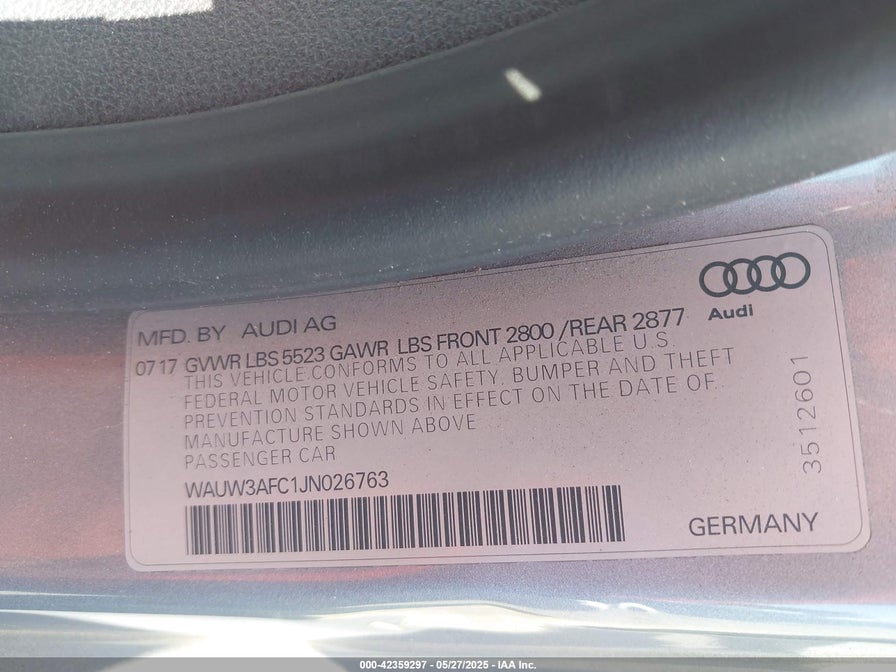 Audi
MFD. BY AUDI AG
07 17 GVWR LBS 5523 GAWR LBS FRONT 2800 /REAR 2877
THIS VEHICLE CONFORMS TO ALL APPLICABLE U.S.
FEDERAL MOTOR VEHICLE SAFETY. BUMPER AND THEFT
PREVENTION STANDARDS IN EFFECT ON THE DATE OF.
MANUFACTURE SHOWN ABOVE
PASSENGER CAR
3512601
WAUW3AFC1JN026763
GERMANY
000-42359297 - 05/27/2025 - IAA Inc.